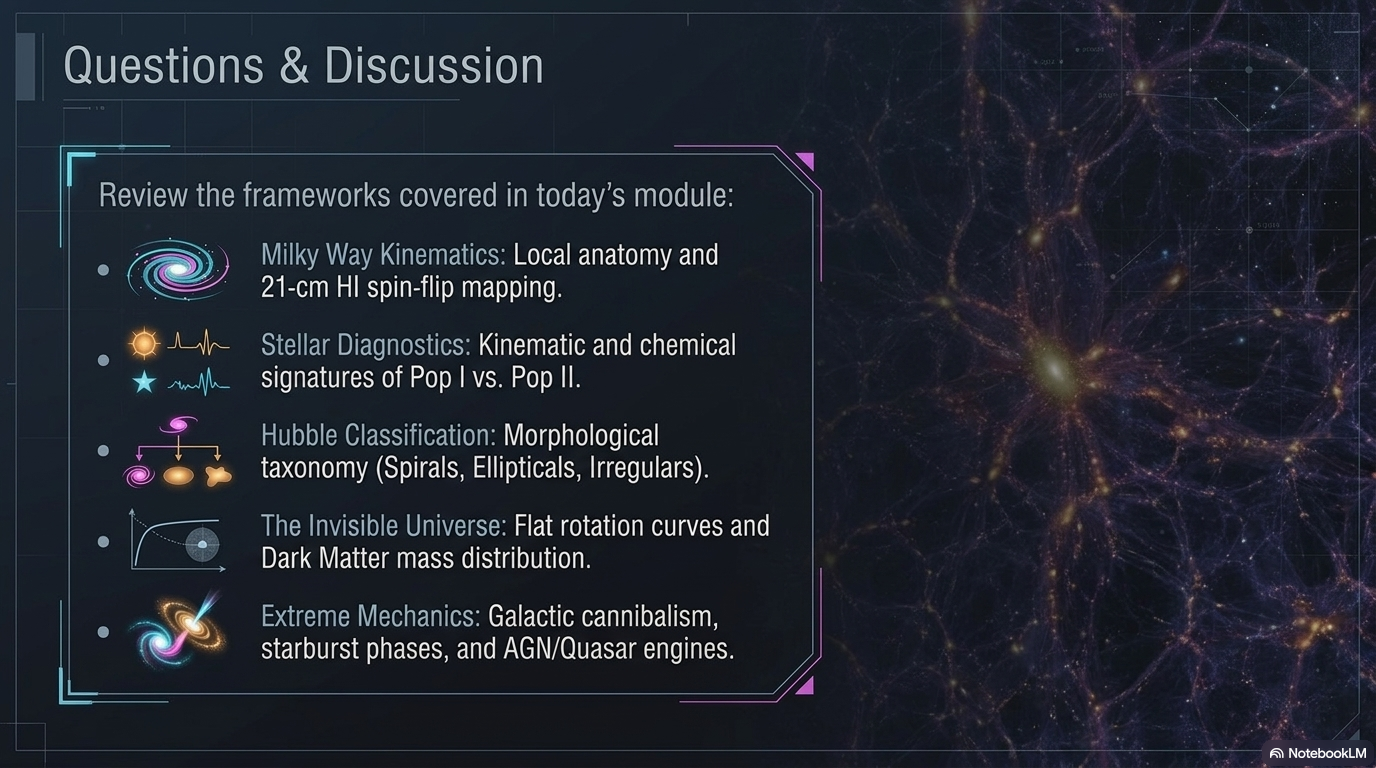 Questions & Discussion
Review the frameworks covered in today's module:
Milky Way Kinematics: Local anatomy and
21-cm HI spin-flip mapping.
Stellar Diagnostics: Kinematic and chemical
signatures of Pop I vs. Pop II.
Hubble Classification: Morphological
taxonomy (Spirals, Ellipticals, Irregulars).
The Invisible Universe: Flat rotation curves and
Dark Matter mass distribution.
Extreme Mechanics: Galactic cannibalism,
starburst phases, and AGN/Quasar engines.
NotebookLM